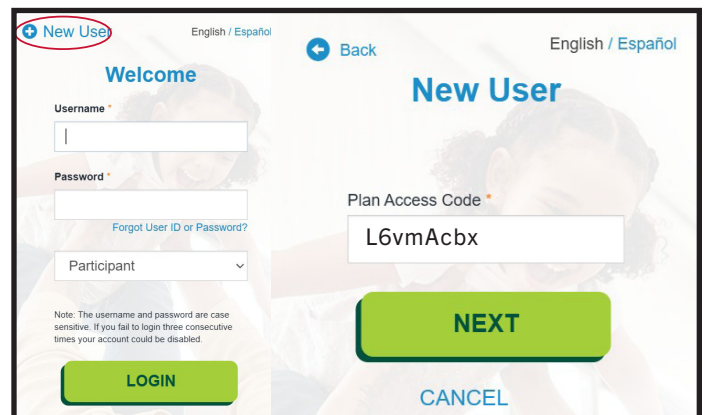 New User
English / Español
Welcome
Username *
Password *
Forgot User ID or Password?
Participant
Note: The username and password are case
sensitive. If you fail to login three consecutive
times your account could be disabled.
LOGIN
Back
English / Español
New User
Plan Access Code *
L6vmAcbx
NEXT
CANCEL